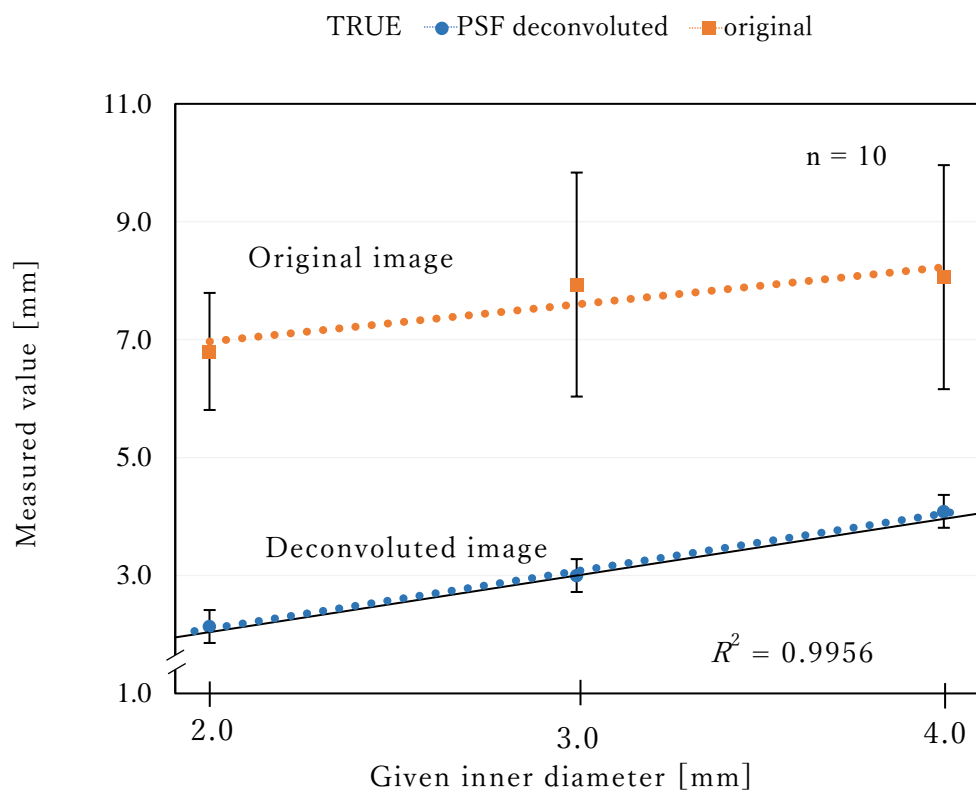 TRUE PSF deconvoluted original
11.0
n = 10
9.0
Original image
7.0
Measured value [mm]
5.0
Deconvoluted image
3.0
R² = 0.9956
1.0
2.0 3.0 4.0
Given inner diameter [mm]